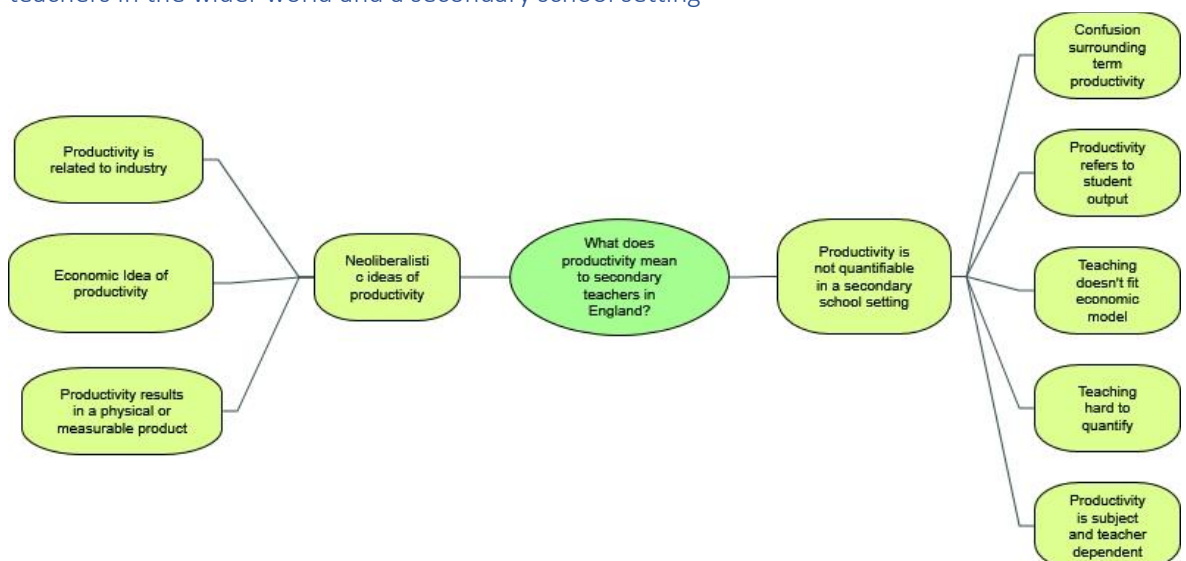 teachers in the wider world and a secondary school setting
Productivity is
related to industry
Economic Idea of
productivity
Productivity results
in a physical or
measurable product
Neoliberalisti
c ideas of
productivity
What does
productivity mean
to secondary
teachers in
England?
Productivity is
not quantifiable
in a secondary
school setting
Confusion
surrounding
term
productivity
Productivity
refers to
student
output
Teaching
doesn't fit
economic
model
Teaching
hard to
quantify
Productivity
is subject
and teacher
dependent